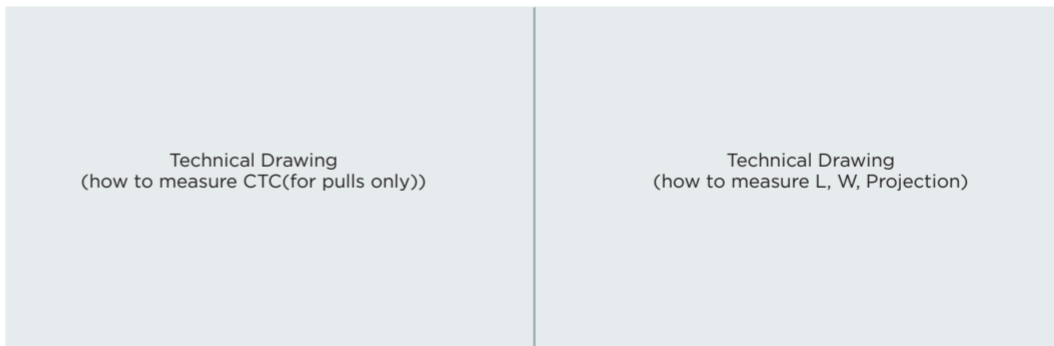 Technical Drawing
(how to measure CTC(for pulls only))
Technical Drawing
(how to measure L, W, Projection)